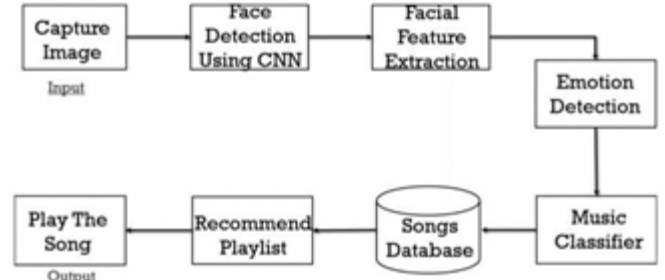 Capture
Image
Input
Face
Detection
Using CNN
Facial
Feature
Extraction
Emotion
Detection
Music
Classifier
Songs
Database
Recommend
Playlist
Play The
Song
Output